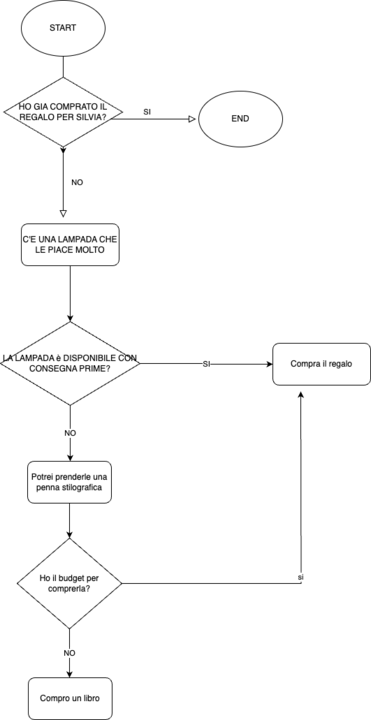 START
HO GIA COMPRATO IL
REGALO PER SILVIA?
SI
END
NO
C'E UNA LAMPADA CHE
LE PIACE MOLTO
LA LAMPADA è DISPONIBILE CON
CONSEGNA PRIME?
SI
Compra il regalo
NO
Potrei prenderle una
penna stilografica
Ho il budget per
comprerla?
sì
NO
Compro un libro